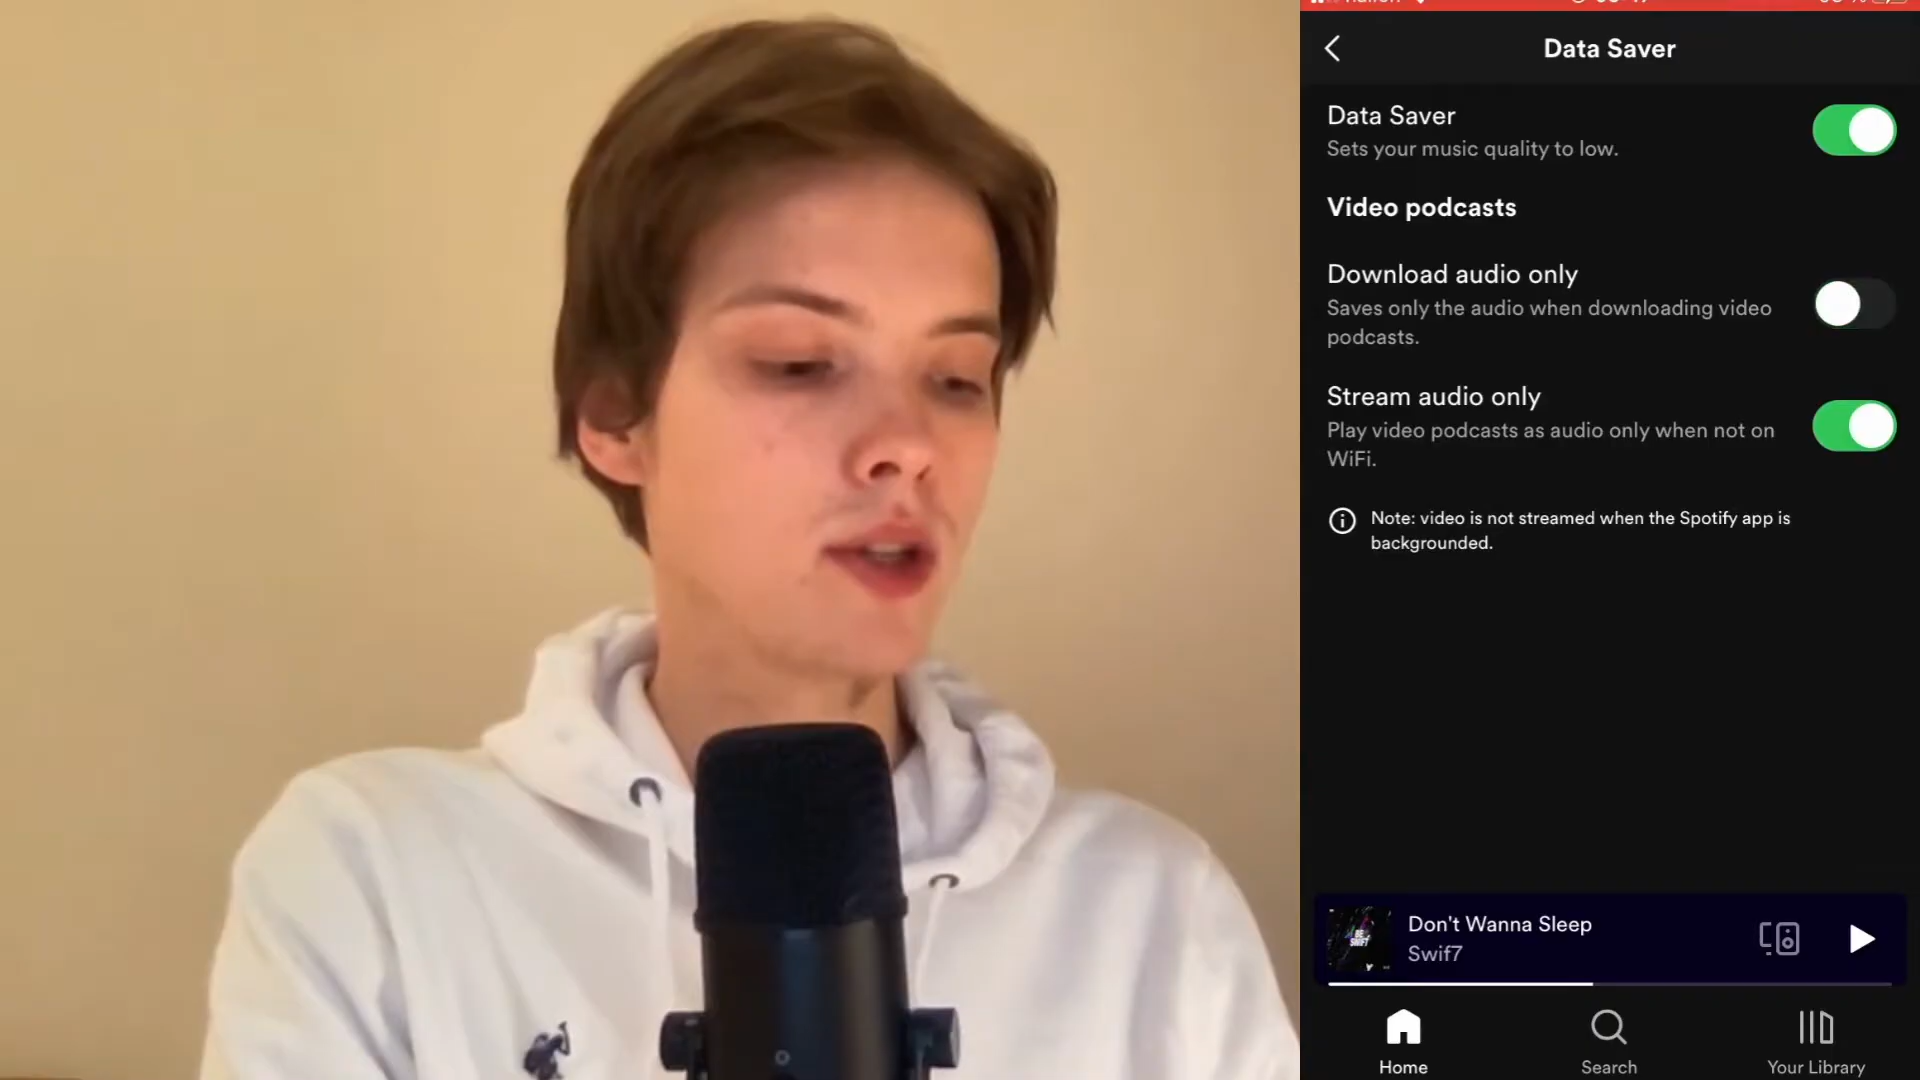 Data Saver
Data Saver
Sets your music quality to low.
Video podcasts
Download audio only
Saves only the audio when downloading video
podcasts.
Stream audio only
Play video podcasts as audio only when not on
WiFi.
Note: video is not streamed when the Spotify app is
backgrounded.
Don't Wanna Sleep
Swif7
BE
SWIFT
Home
Search
Your Library